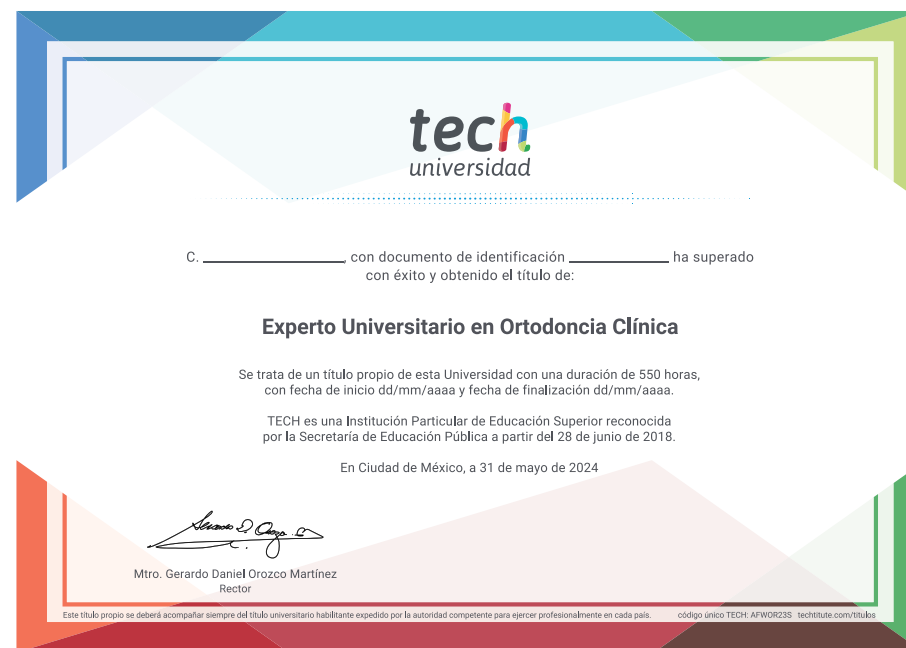 tech
universidad
C. ____________, con documento de identificación ____________ ha superado
con éxito y obtenido el título de:
Experto Universitario en Ortodoncia Clínica
Se trata de un título propio de esta Universidad con una duración de 550 horas,
con fecha de inicio dd/mm/aaaa y fecha de finalización dd/mm/aaaa.
TECH es una Institución Particular de Educación Superior reconocida
por la Secretaría de Educación Pública a partir del 28 de junio de 2018.
En Ciudad de México, a 31 de mayo de 2024
Mtro. Gerardo Daniel Orozco Martínez
Rector
Este título propio se deberá acompañar siempre del título universitario habilitante expedido por la autoridad competente para ejercer profesionalmente en cada país. código único TECH: AFWOR23S techtitute.com/titulos